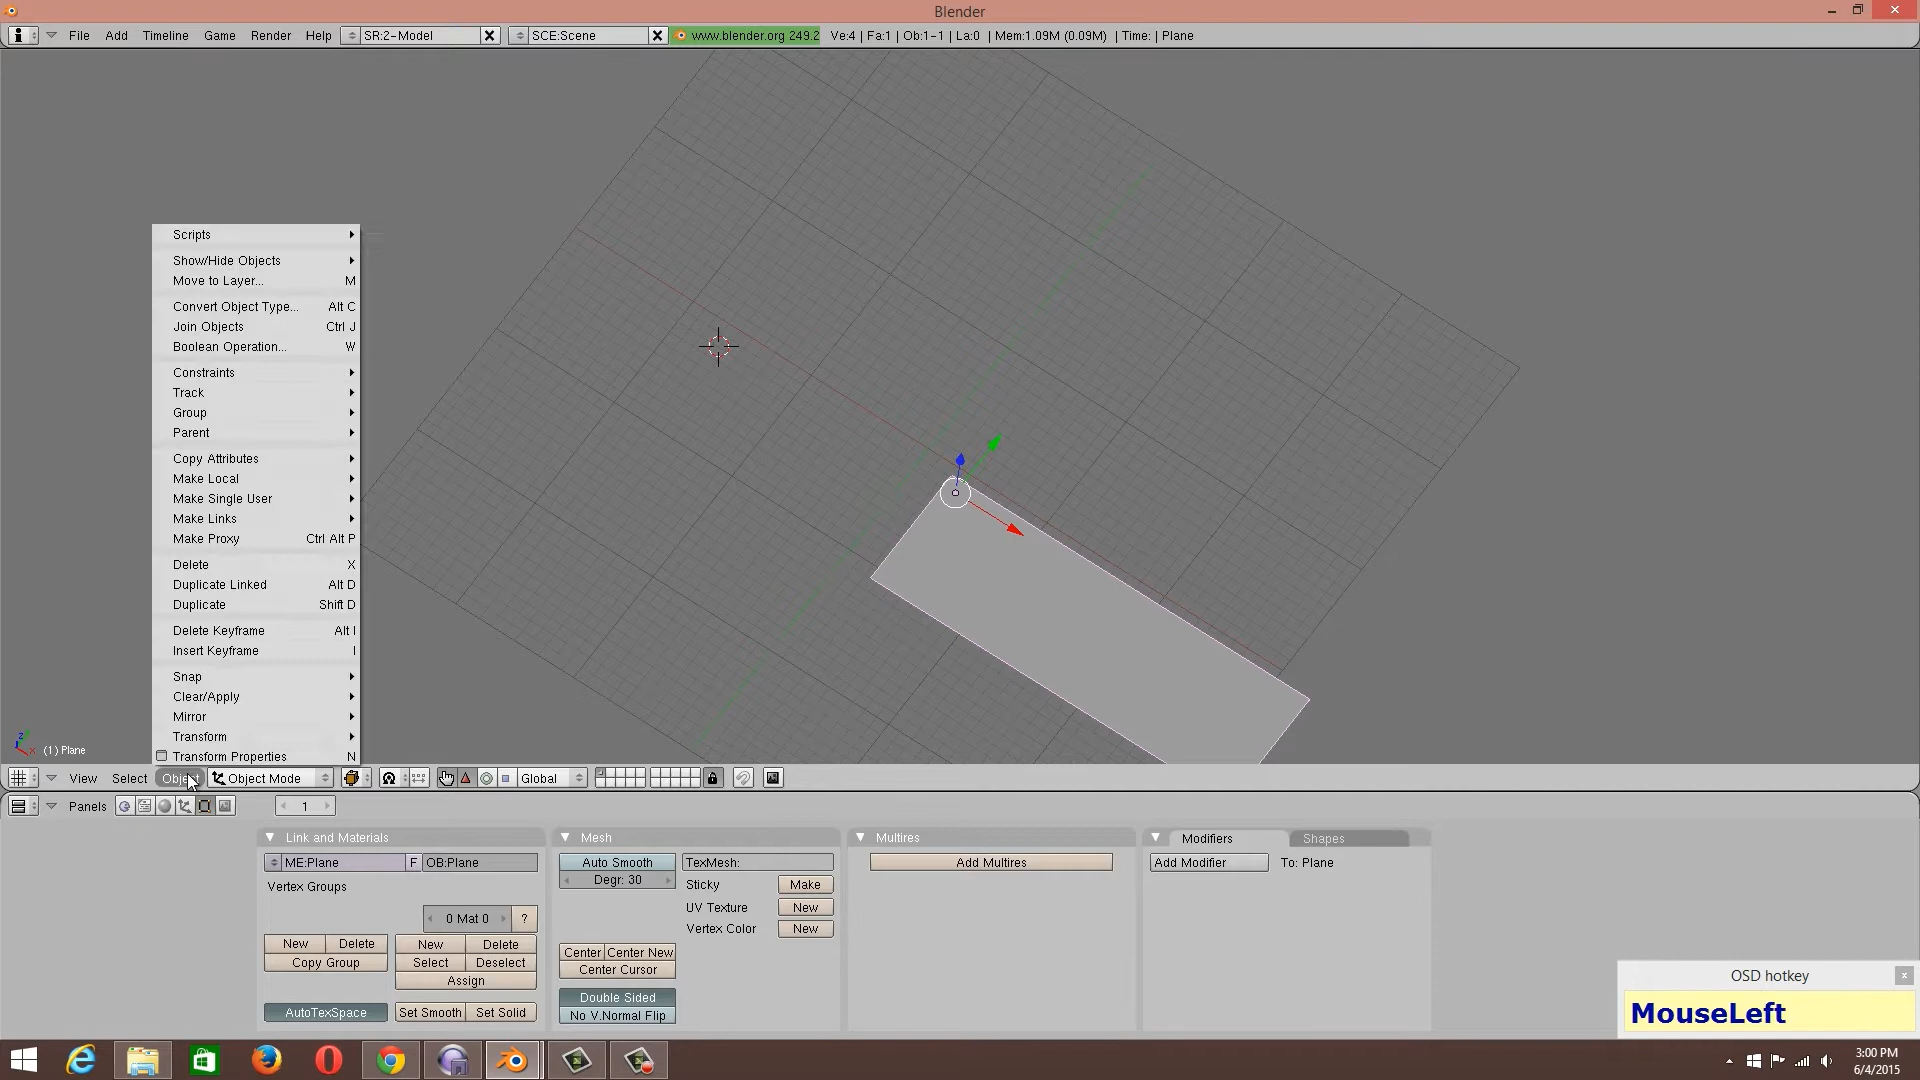 Blender
File Add Timeline Game Render Help SR:2-Model SCE:Scene www.blender.org 249.2 Ve:4 | Fa:1 | Ob:1-1 | La:0 | Mem:1.09M (0.09M) | Time: | Plane
Scripts
Show/Hide Objects
Move to Layer... M
Convert Object Type... Alt C
Join Objects Ctrl J
Boolean Operation... W
Constraints
Track
Group
Parent
Copy Attributes
Make Local
Make Single User
Make Links
Make Proxy Ctrl Alt P
Delete X
Duplicate Linked Alt D
Duplicate Shift D
Delete Keyframe Alt I
Insert Keyframe I
Snap
Clear/Apply
Mirror
Transform
Transform Properties N
z x (1) Plane
View Select Object Object Mode Global
Panels 1
Link and Materials Mesh Multires Modifiers Shapes
ME:Plane F OB:Plane Auto Smooth TexMesh: Add Multires Add Modifier To: Plane
Degr: 30 Sticky Make
Vertex Groups
UV Texture New
0 Mat 0 ? Vertex Color New
New Delete New Delete Center Center New
Copy Group Select Deselect Center Cursor
Assign
Double Sided
AutoTexSpace Set Smooth Set Solid No V.Normal Flip
OSD hotkey x
MouseLeft
3:00 PM
6/4/2015